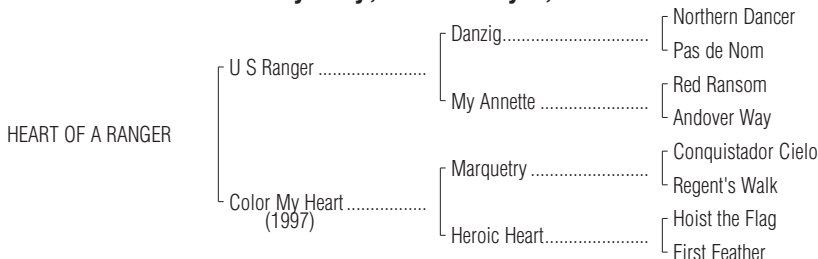 Northern Dancer
Danzig..............................
Pas de Nom
U S Ranger .......................
Red Ransom
My Annette .......................
Andover Way
HEART OF A RANGER
Conquistador Cielo
Marquetry .........................
Regent's Walk
Color My Heart .................
(1997)
Hoist the Flag
Heroic Heart......................
First Feather